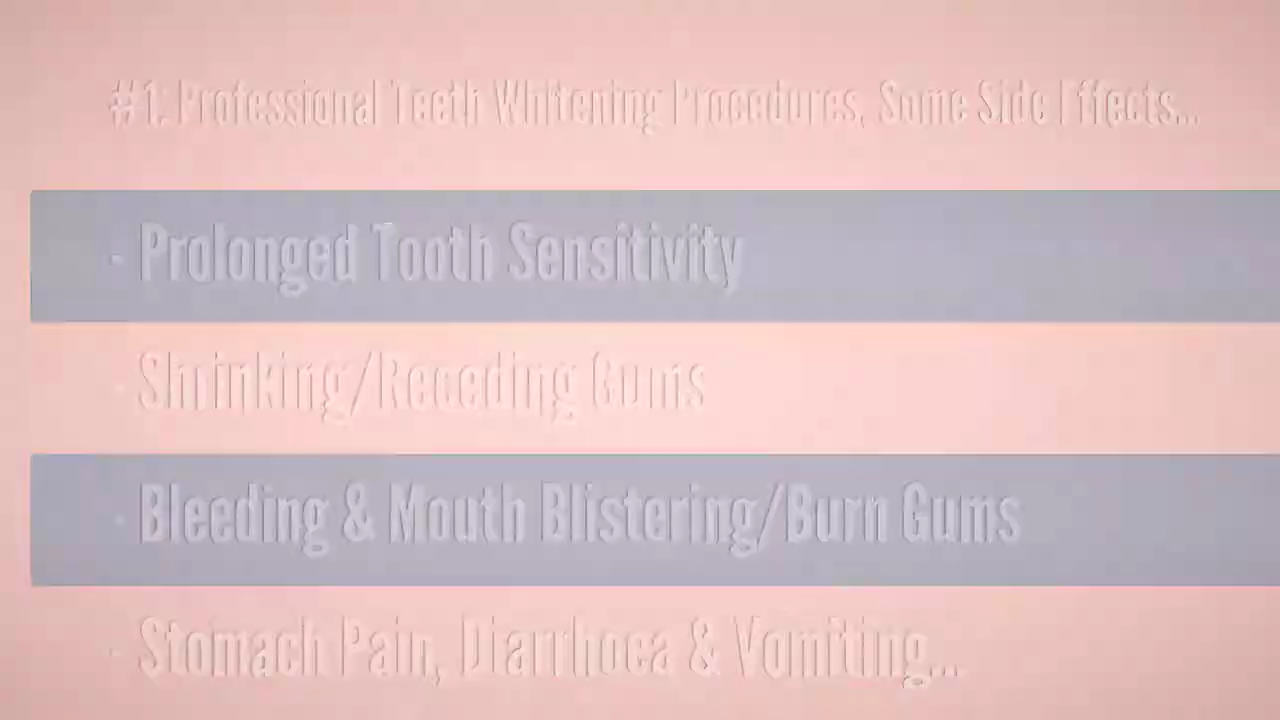 #1. Professional Teeth Whitening Procedures, Some Side Effects...
- Prolonged Tooth Sensitivity
- Shrinking/Receding Gums
- Bleeding & Mouth Blistering/Burn Gums
- Stomach Pain, Diarrhoea & Vomiting...